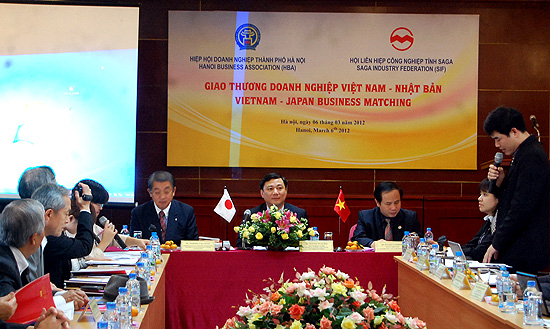 HIỆP HỘI DOANH NGHIỆP THÀNH PHỐ HÀ NỘI
HANOI BUSINESS ASSOCIATION (HBA)
HỘI LIÊN HIỆP CÔNG NGHIỆP TỈNH SAGA
SAGA INDUSTRY FEDERATION (SIF)
GIAO THƯƠNG DOANH NGHIỆP VIỆT NAM - NHẬT BẢN
VIETNAM - JAPAN BUSINESS MATCHING
Hà nội, ngày 06 tháng 03 năm 2012
Hanoi, March 6th 2012